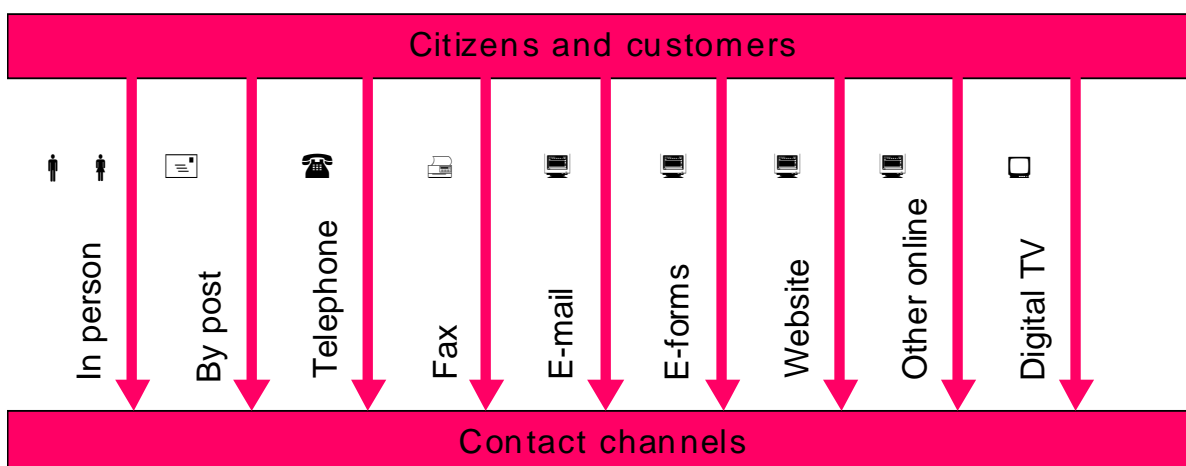 Citizens and customers
In person
By post
Telephone
Fax
E-mail
E-forms
Website
Other online
Digital TV
Contact channels